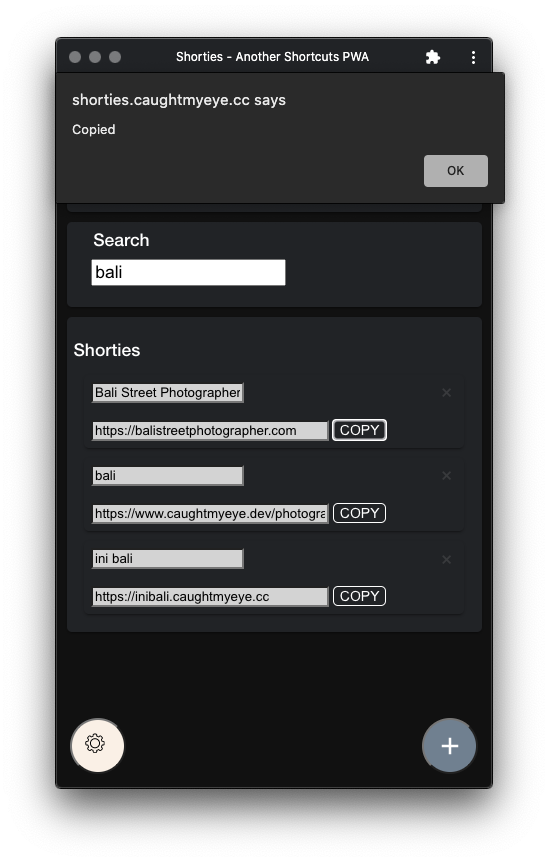 Shorties - Another Shortcuts PWA
shorties.caughtmyeye.cc says
Copied
OK
Search
bali
Shorties
Bali Street Photographer
https://balistreetphotographer.com COPY
bali
https://www.caughtmyeye.dev/photogra COPY
ini bali
https://inibali.caughtmyeye.cc COPY